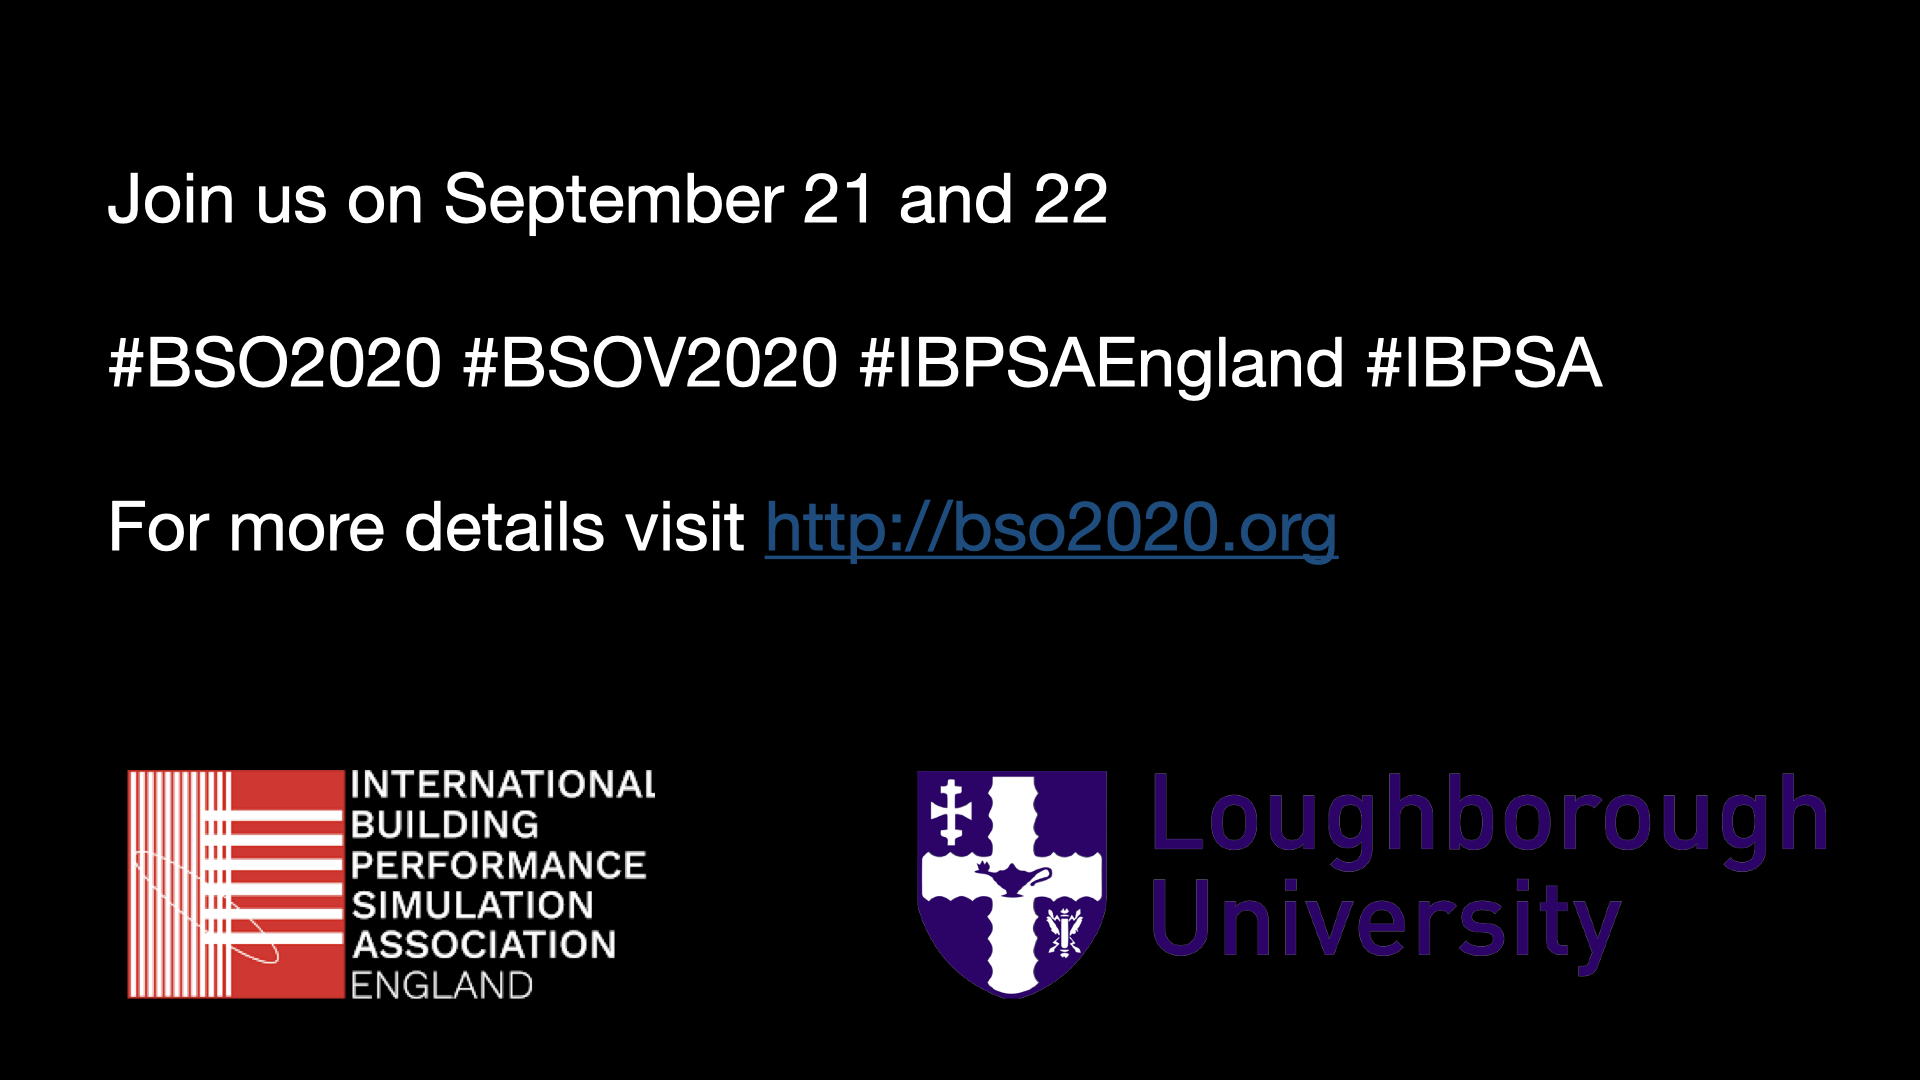 Join us on September 21 and 22
#BSO2020 #BSOV2020 #IBPSAEngland #IBPSA
For more details visit http://bso2020.org
INTERNATIONAL
BUILDING
PERFORMANCE
SIMULATION
ASSOCIATION
ENGLAND
Loughborough
University